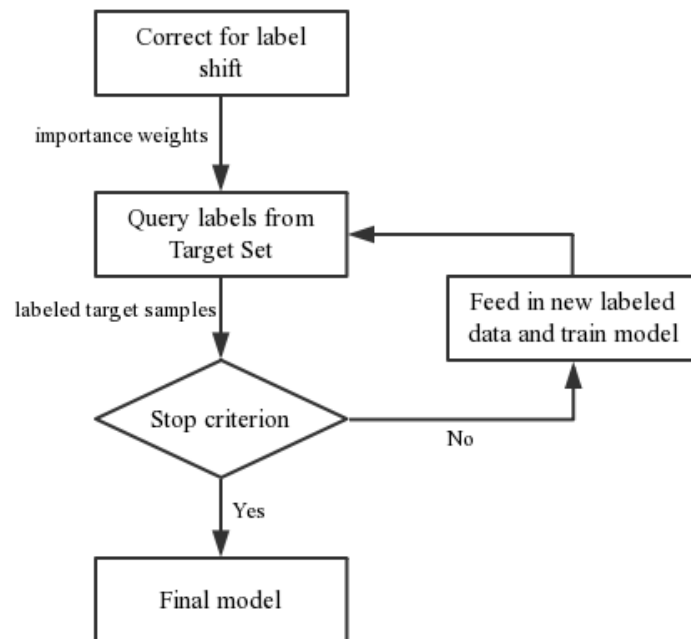 Correct for label
shift
importance weights
Query labels from
Target Set
labeled target samples
Feed in new labeled
data and train model
Stop criterion
No
Yes
Final model